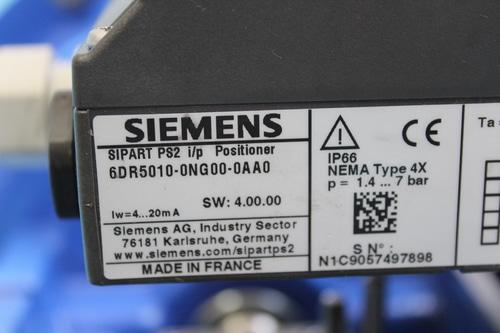 SIEMENS
SIPART PS2 i/p Positioner
6DR5010-0NG00-0AA0
SW: 4.00.00
Iw=4...20mA
Siemens AG, Industry Sector
76181 Karlsruhe, Germany
www.siemens.com/sipartps2
MADE IN FRANCE
CE
IP66
NEMA Type 4X
p = 1.4 ... 7 bar
S N° :
N1C9057497898
Ta =